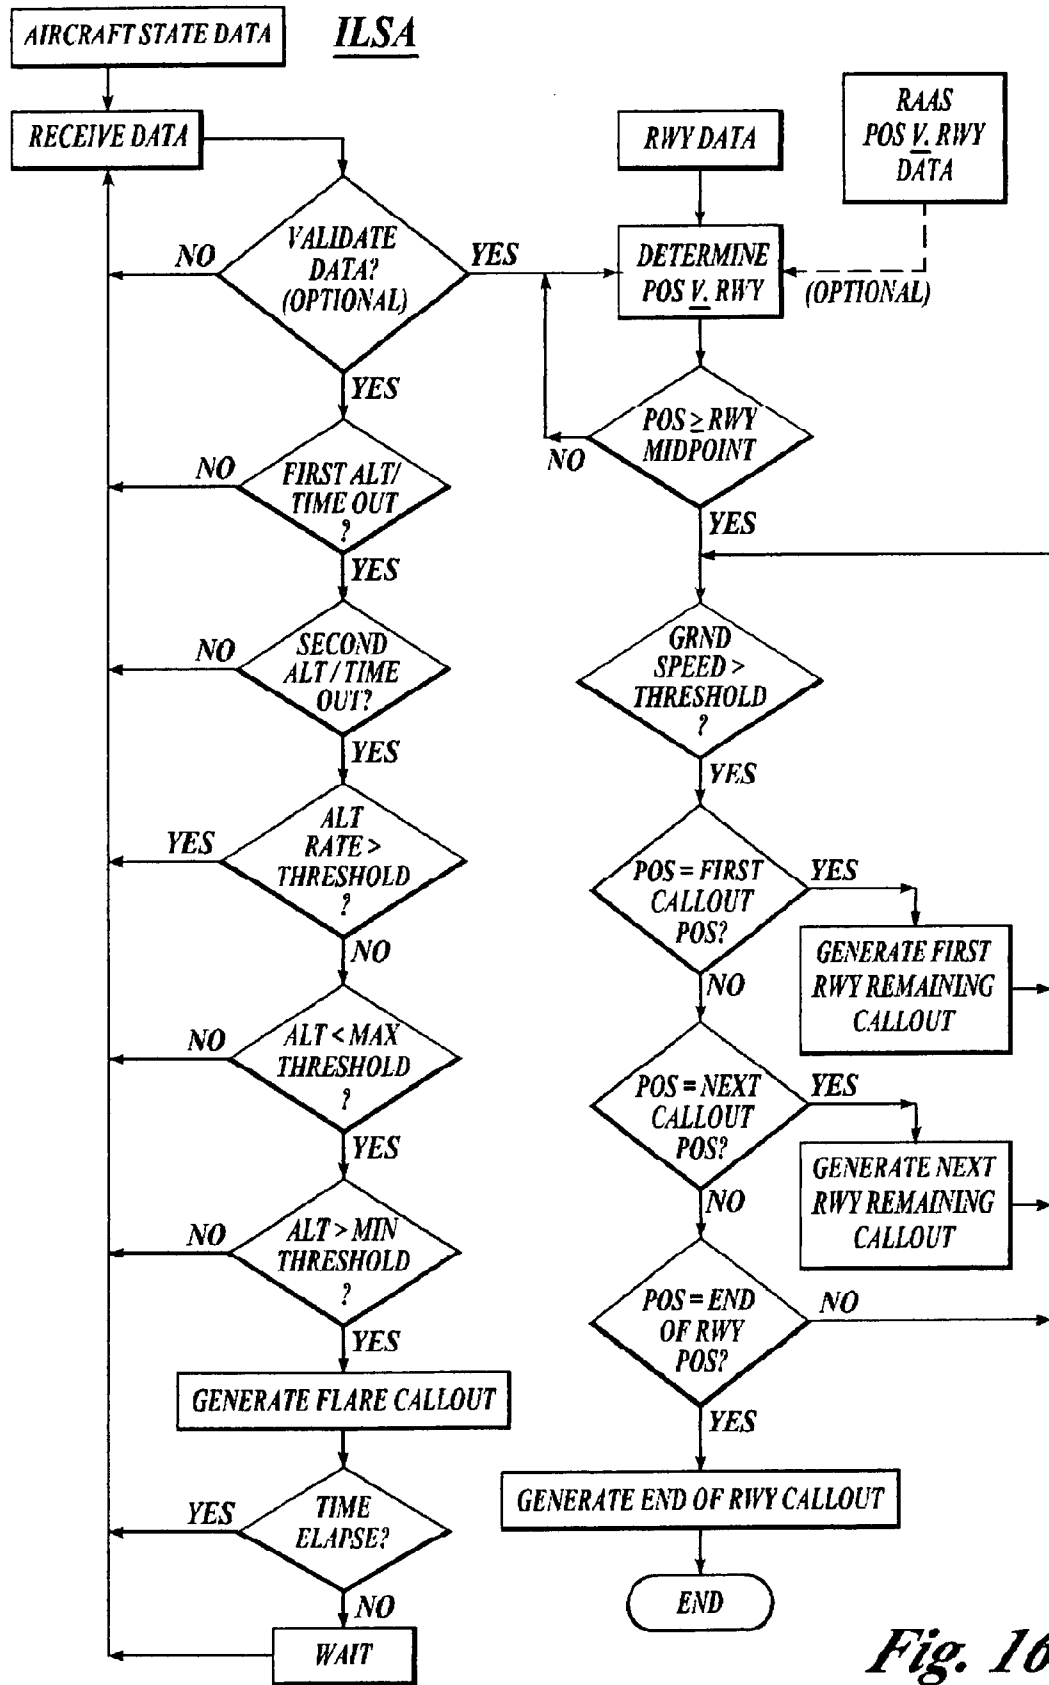 AIRCRAFT STATE DATA
ILSA
RECEIVE DATA
VALIDATE
DATA?
(OPTIONAL)
NO
YES
YES
FIRST ALT/
TIME OUT
?
NO
YES
SECOND
ALT / TIME
OUT?
NO
YES
ALT
RATE >
THRESHOLD
?
YES
NO
ALT < MAX
THRESHOLD
?
NO
YES
ALT > MIN
THRESHOLD
?
NO
YES
GENERATE FLARE CALLOUT
TIME
ELAPSE?
YES
NO
WAIT
RWY DATA
RAAS
POS V. RWY
DATA
DETERMINE
POS V. RWY
(OPTIONAL)
POS ≥ RWY
MIDPOINT
NO
YES
GRND
SPEED >
THRESHOLD
?
YES
POS = FIRST
CALLOUT
POS?
YES
GENERATE FIRST
RWY REMAINING
CALLOUT
NO
POS = NEXT
CALLOUT
POS?
YES
GENERATE NEXT
RWY REMAINING
CALLOUT
NO
POS = END
OF RWY
POS?
NO
YES
GENERATE END OF RWY CALLOUT
END
Fig. 16